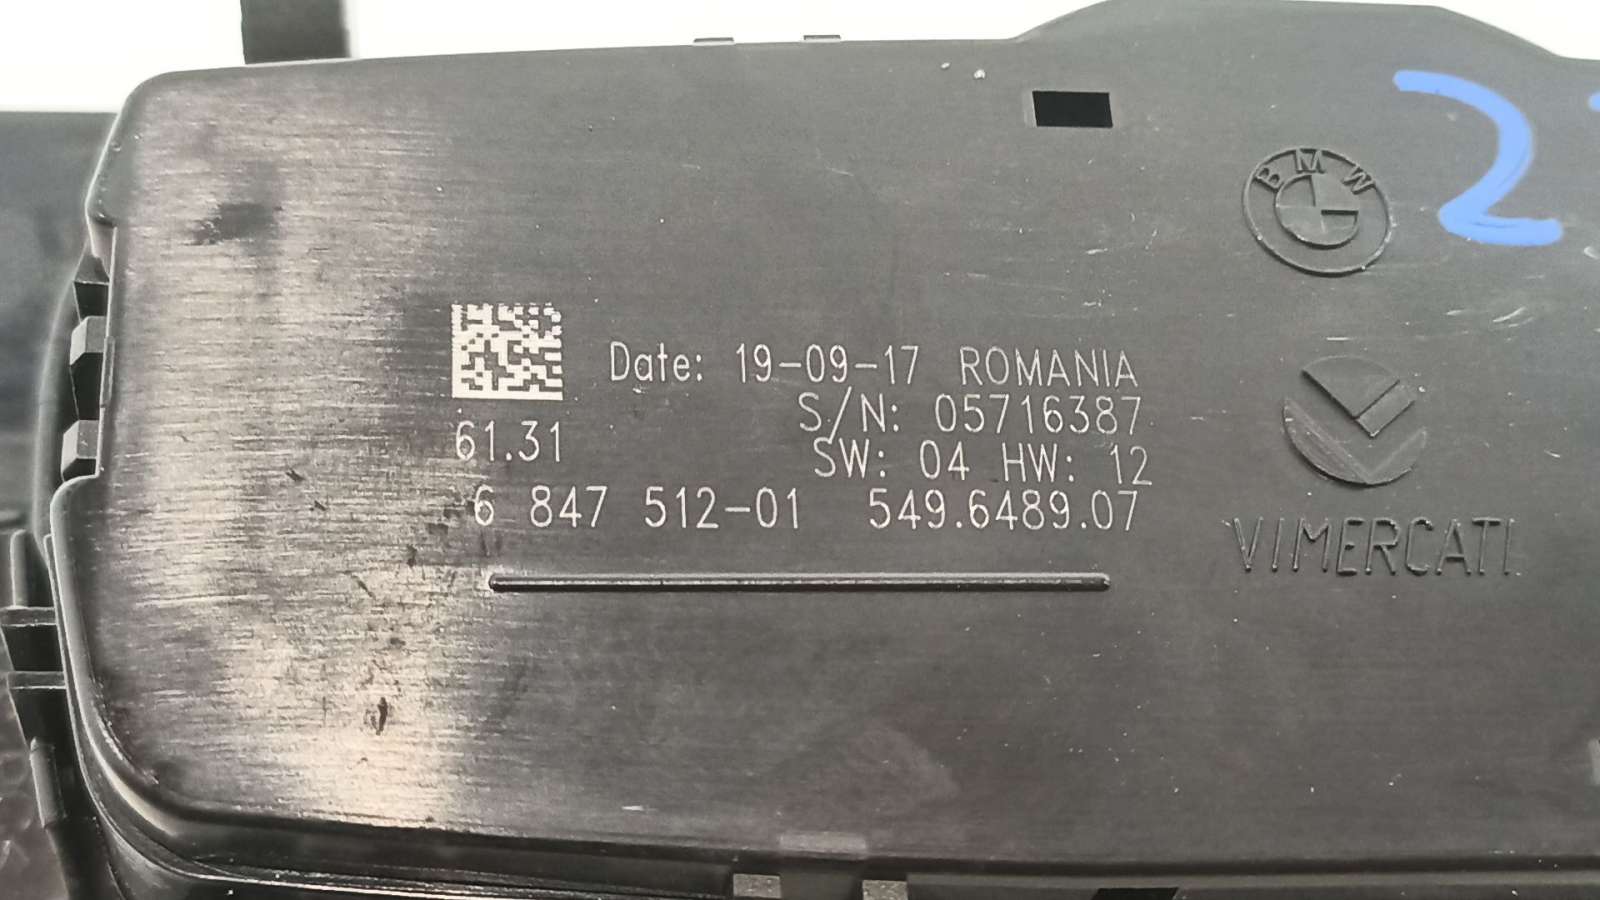 2
BMW
Date: 19-09-17 ROMANIA
S/N: 05716387
61.31
SW: 04 HW: 12
6 847 512-01 549.6489.07
VIMERCATI